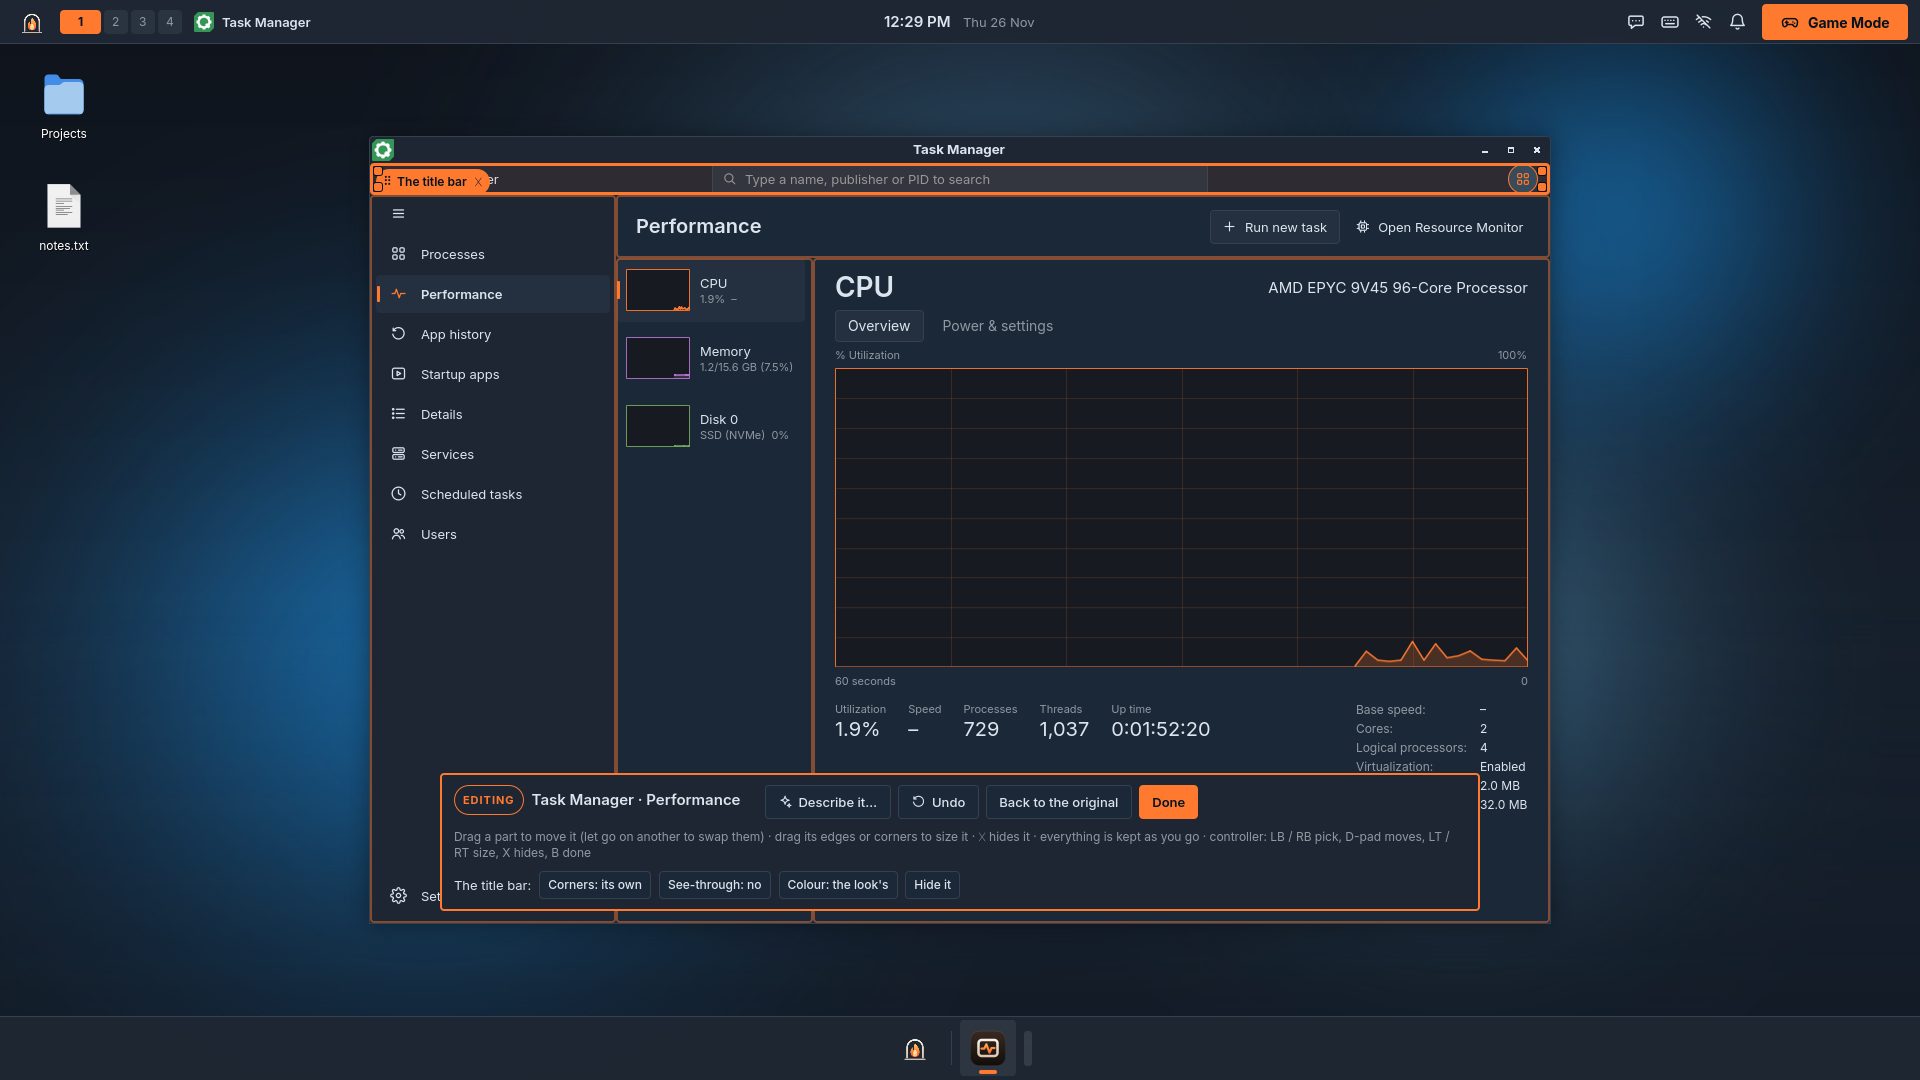 1 2 3 4 Task Manager 12:29 PM Thu 26 Nov Game Mode
Projects
notes.txt
Task Manager
The title bar X er Type a name, publisher or PID to search
Performance Run new task Open Resource Monitor
Processes
Performance
App history
Startup apps
Details
Services
Scheduled tasks
Users
CPU
1.9% –
Memory
1.2/15.6 GB (7.5%)
Disk 0
SSD (NVMe) 0%
CPU AMD EPYC 9V45 96-Core Processor
Overview Power & settings
% Utilization 100%
60 seconds 0
Utilization Speed Processes Threads Up time
1.9% – 729 1,037 0:01:52:20
Base speed: –
Cores: 2
Logical processors: 4
Virtualization: Enabled
2.0 MB
32.0 MB
EDITING Task Manager · Performance Describe it... Undo Back to the original Done
Drag a part to move it (let go on another to swap them) · drag its edges or corners to size it · X hides it · everything is kept as you go · controller: LB / RB pick, D-pad moves, LT /
RT size, X hides, B done
The title bar: Corners: its own See-through: no Colour: the look's Hide it
Set